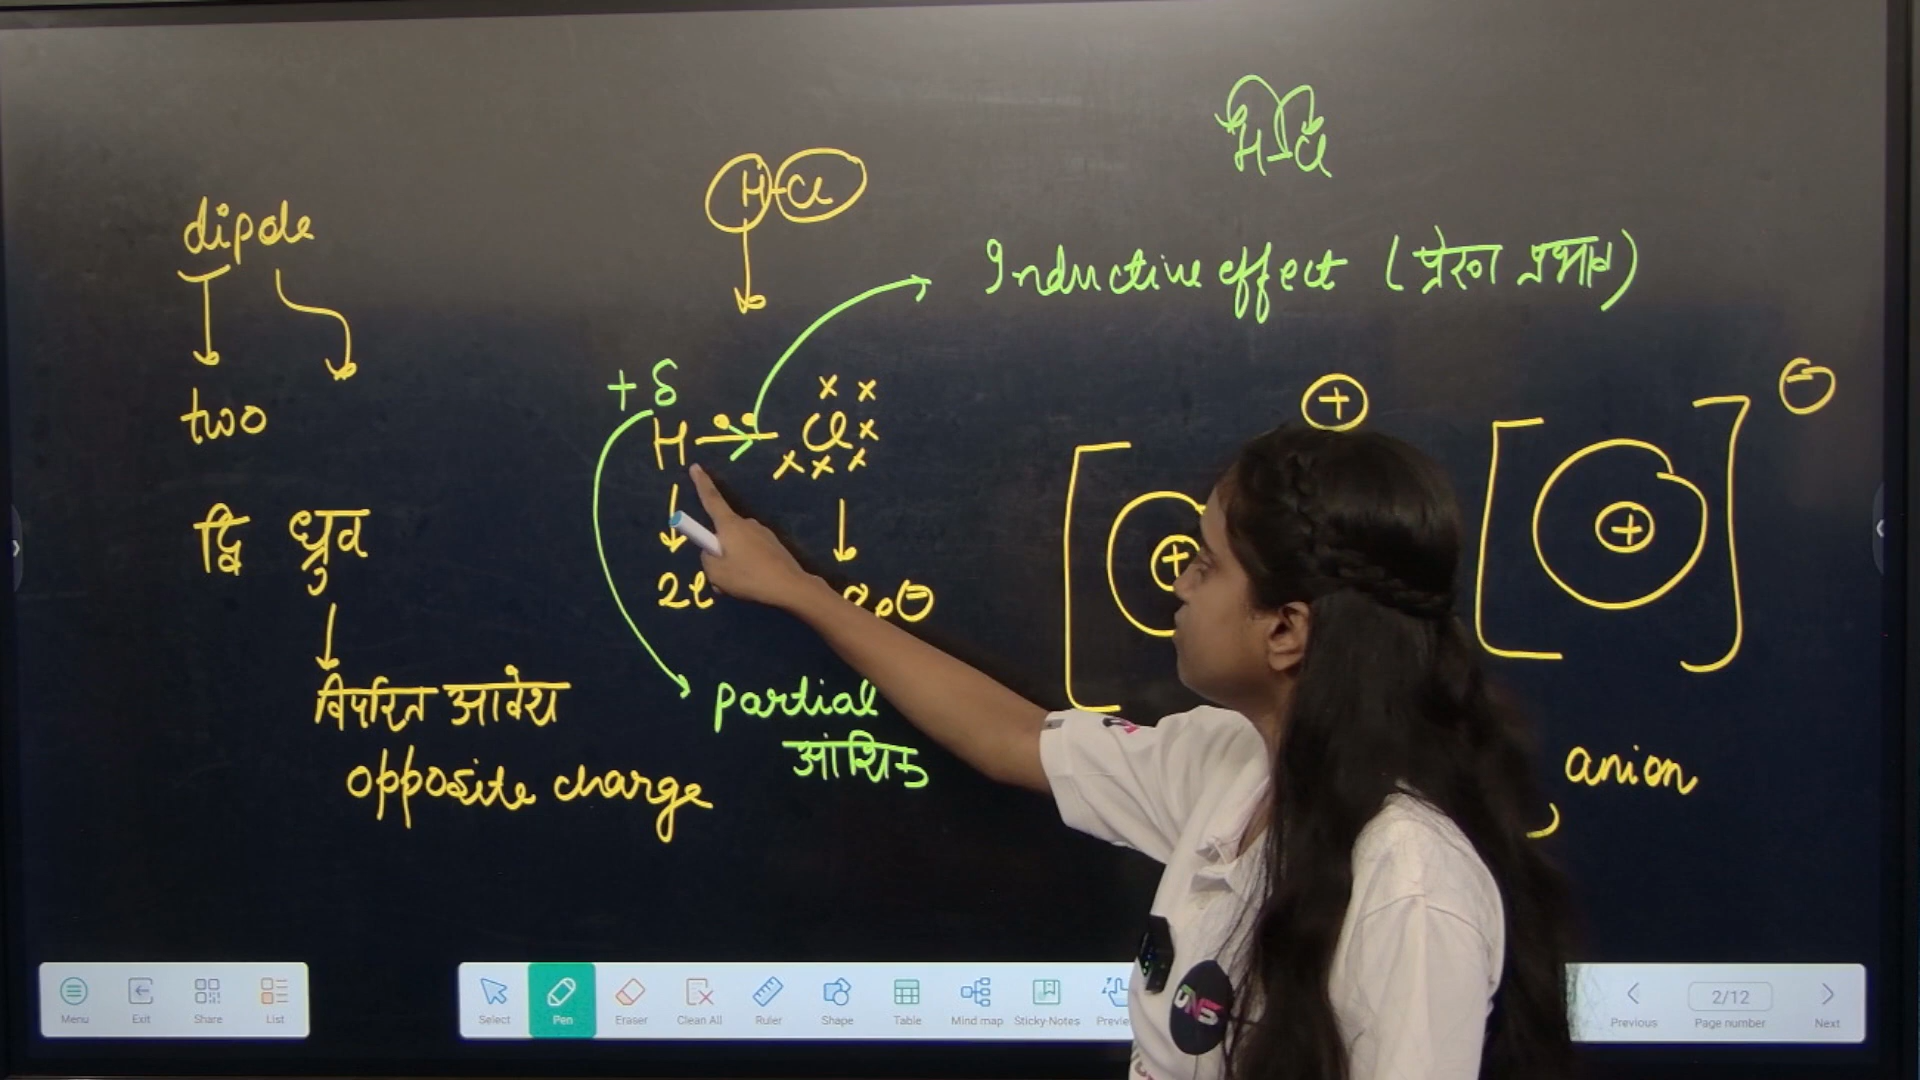 H-Cl
H-Cl
dipole
Inductive effect (प्रेरण प्रभाव)
+δ
H Cl
two
द्वि ध्रुव
विपरित आवेश
opposite charge
partial
आंशिक
anion
Menu Exit Share List
Select Pen Eraser Clean All Ruler Shape Table Mind map Sticky-Notes
Previous 2/12 Page number Next